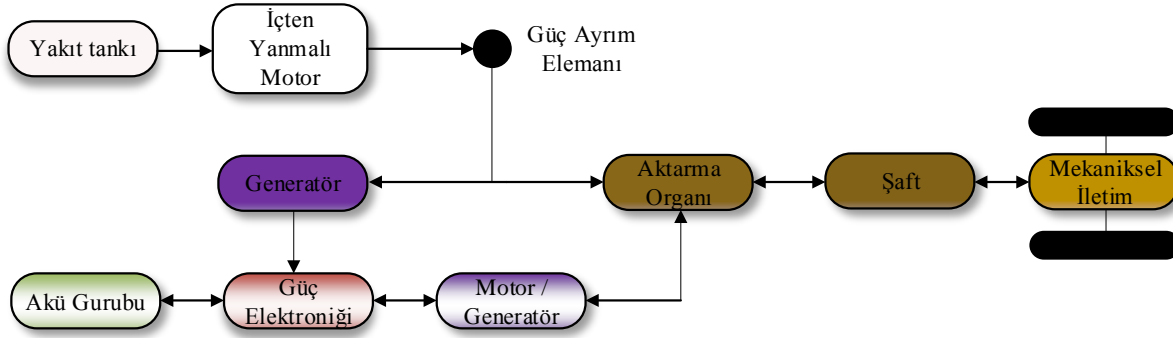 Yakıt tankı
İçten
Yanmalı
Motor
Güç Ayrım
Elemanı
Generatör
Aktarma
Organı
Şaft
Mekaniksel
İletim
Akü Gurubu
Güç
Elektroniği
Motor /
Generatör